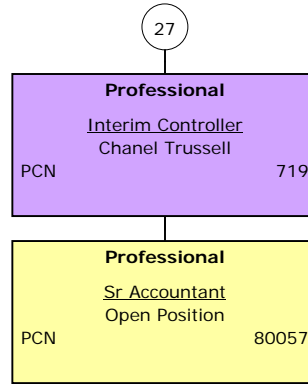 27
Professional
Interim Controller
Chanel Trussell
PCN 719
Professional
Sr Accountant
Open Position
PCN 80057